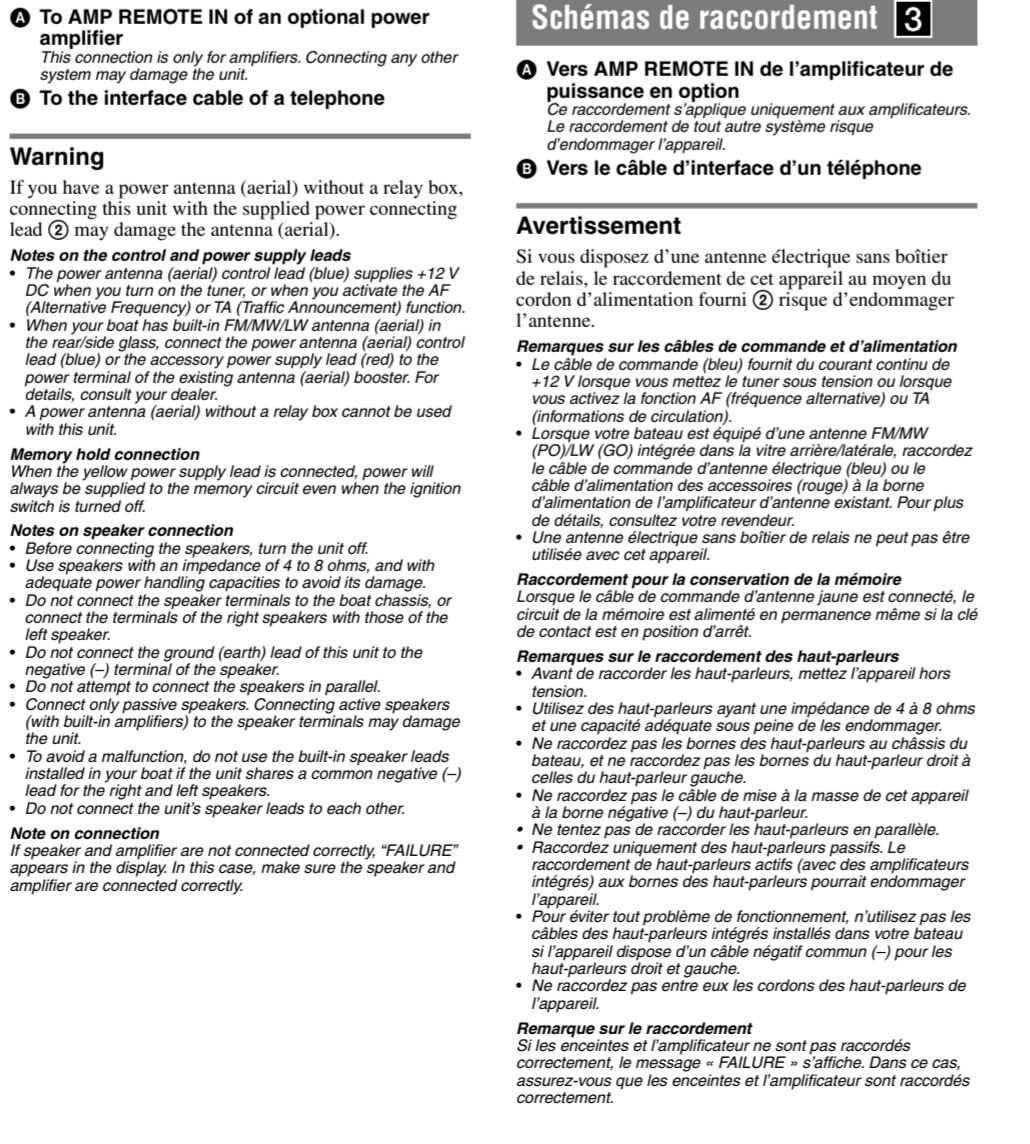 Ⓐ To AMP REMOTE IN of an optional power
amplifier
This connection is only for amplifiers. Connecting any other
system may damage the unit.
Ⓑ To the interface cable of a telephone
Warning
If you have a power antenna (aerial) without a relay box,
connecting this unit with the supplied power connecting
lead ② may damage the antenna (aerial).
Notes on the control and power supply leads
• The power antenna (aerial) control lead (blue) supplies +12 V
DC when you turn on the tuner, or when you activate the AF
(Alternative Frequency) or TA (Traffic Announcement) function.
• When your boat has built-in FM/MW/LW antenna (aerial) in
the rear/side glass, connect the power antenna (aerial) control
lead (blue) or the accessory power supply lead (red) to the
power terminal of the existing antenna (aerial) booster. For
details, consult your dealer.
• A power antenna (aerial) without a relay box cannot be used
with this unit.
Memory hold connection
When the yellow power supply lead is connected, power will
always be supplied to the memory circuit even when the ignition
switch is turned off.
Notes on speaker connection
• Before connecting the speakers, turn the unit off.
• Use speakers with an impedance of 4 to 8 ohms, and with
adequate power handling capacities to avoid its damage.
• Do not connect the speaker terminals to the boat chassis, or
connect the terminals of the right speakers with those of the
left speaker.
• Do not connect the ground (earth) lead of this unit to the
negative (–) terminal of the speaker.
• Do not attempt to connect the speakers in parallel.
• Connect only passive speakers. Connecting active speakers
(with built-in amplifiers) to the speaker terminals may damage
the unit.
• To avoid a malfunction, do not use the built-in speaker leads
installed in your boat if the unit shares a common negative (–)
lead for the right and left speakers.
• Do not connect the unit's speaker leads to each other.
Note on connection
If speaker and amplifier are not connected correctly, “FAILURE”
appears in the display. In this case, make sure the speaker and
amplifier are connected correctly.
Schémas de raccordement 3
Ⓐ Vers AMP REMOTE IN de l'amplificateur de
puissance en option
Ce raccordement s'applique uniquement aux amplificateurs.
Le raccordement de tout autre système risque
d'endommager l'appareil.
Ⓑ Vers le câble d'interface d'un téléphone
Avertissement
Si vous disposez d'une antenne électrique sans boîtier
de relais, le raccordement de cet appareil au moyen du
cordon d'alimentation fourni ② risque d'endommager
l'antenne.
Remarques sur les câbles de commande et d'alimentation
• Le câble de commande (bleu) fournit du courant continu de
+12 V lorsque vous mettez le tuner sous tension ou lorsque
vous activez la fonction AF (fréquence alternative) ou TA
(informations de circulation).
• Lorsque votre bateau est équipé d'une antenne FM/MW
(PO)/LW (GO) intégrée dans la vitre arrière/latérale, raccordez
le câble de commande d'antenne électrique (bleu) ou le
câble d'alimentation des accessoires (rouge) à la borne
d'alimentation de l'amplificateur d'antenne existant. Pour plus
de détails, consultez votre revendeur.
• Une antenne électrique sans boîtier de relais ne peut pas être
utilisée avec cet appareil.
Raccordement pour la conservation de la mémoire
Lorsque le câble de commande d'antenne jaune est connecté, le
circuit de la mémoire est alimenté en permanence même si la clé
de contact est en position d'arrêt.
Remarques sur le raccordement des haut-parleurs
• Avant de raccorder les haut-parleurs, mettez l'appareil hors
tension.
• Utilisez des haut-parleurs ayant une impédance de 4 à 8 ohms
et une capacité adéquate sous peine de les endommager.
• Ne raccordez pas les bornes des haut-parleurs au châssis du
bateau, et ne raccordez pas les bornes du haut-parleur droit à
celles du haut-parleur gauche.
• Ne raccordez pas le câble de mise à la masse de cet appareil
à la borne négative (–) du haut-parleur.
• Ne tentez pas de raccorder les haut-parleurs en parallèle.
• Raccordez uniquement des haut-parleurs passifs. Le
raccordement de haut-parleurs actifs (avec des amplificateurs
intégrés) aux bornes des haut-parleurs pourrait endommager
l'appareil.
• Pour éviter tout problème de fonctionnement, n'utilisez pas les
câbles des haut-parleurs intégrés installés dans votre bateau
si l'appareil dispose d'un câble négatif commun (–) pour les
haut-parleurs droit et gauche.
• Ne raccordez pas entre eux les cordons des haut-parleurs de
l'appareil.
Remarque sur le raccordement
Si les enceintes et l'amplificateur ne sont pas raccordés
correctement, le message « FAILURE » s'affiche. Dans ce cas,
assurez-vous que les enceintes et l'amplificateur sont raccordés
correctement.